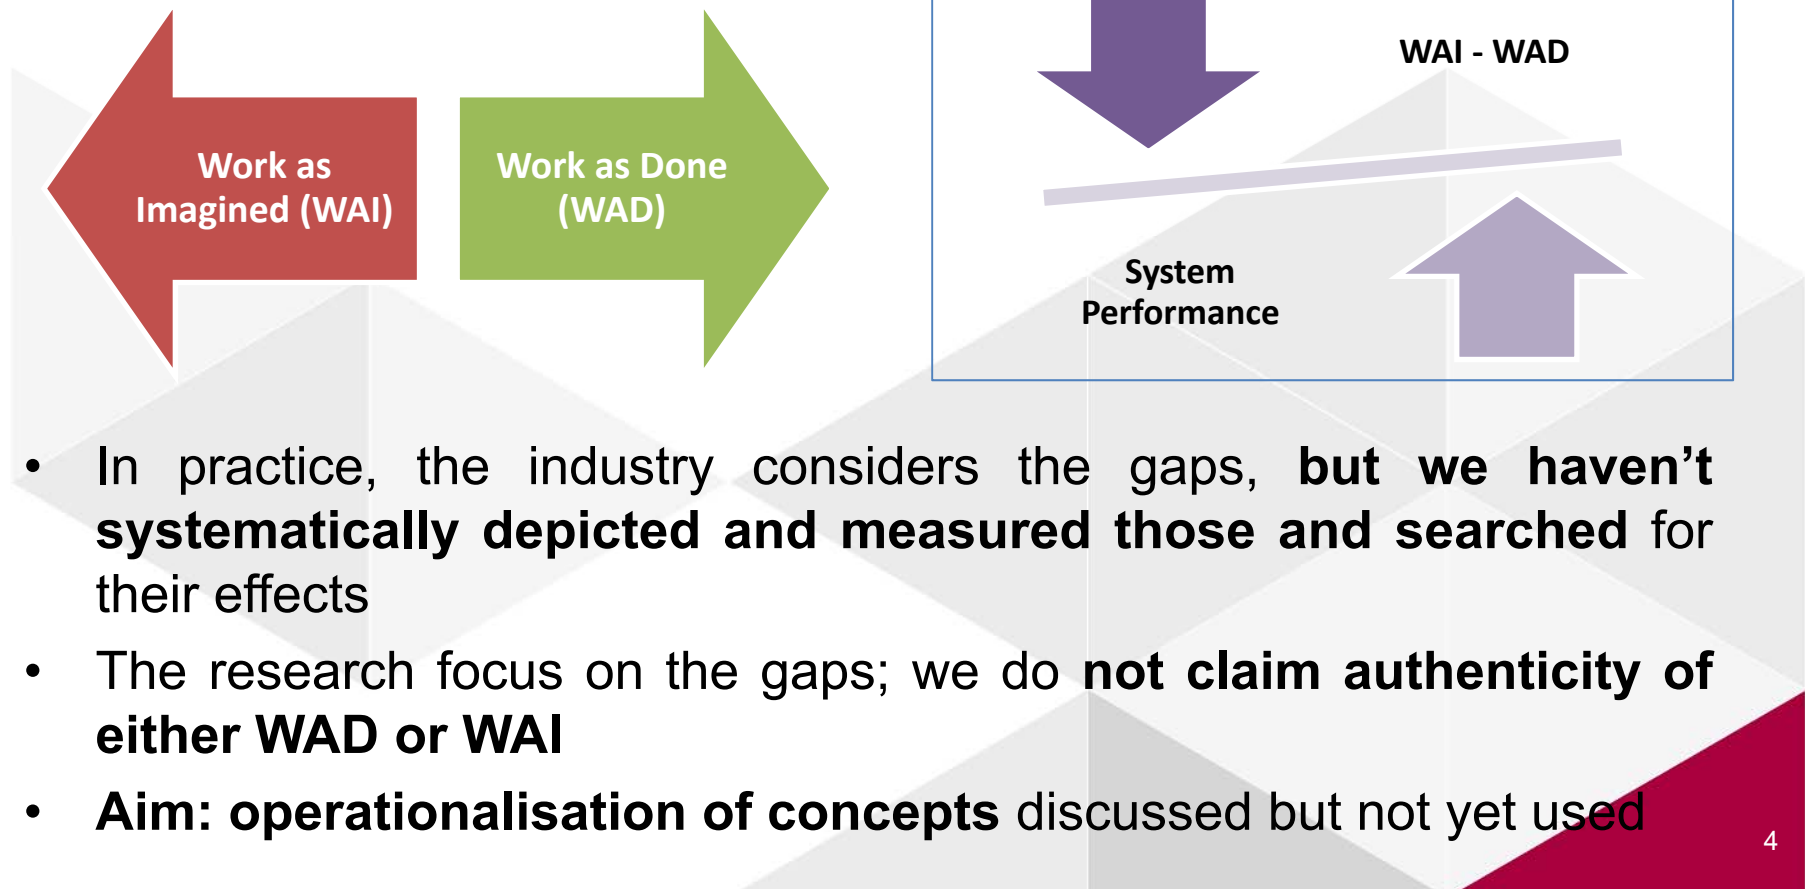 Work as
Imagined (WAI)
Work as Done
(WAD)
WAI - WAD
System
Performance
• In practice, the industry considers the gaps, but we haven’t
systematically depicted and measured those and searched for
their effects
• The research focus on the gaps; we do not claim authenticity of
either WAD or WAI
• Aim: operationalisation of concepts discussed but not yet used
4